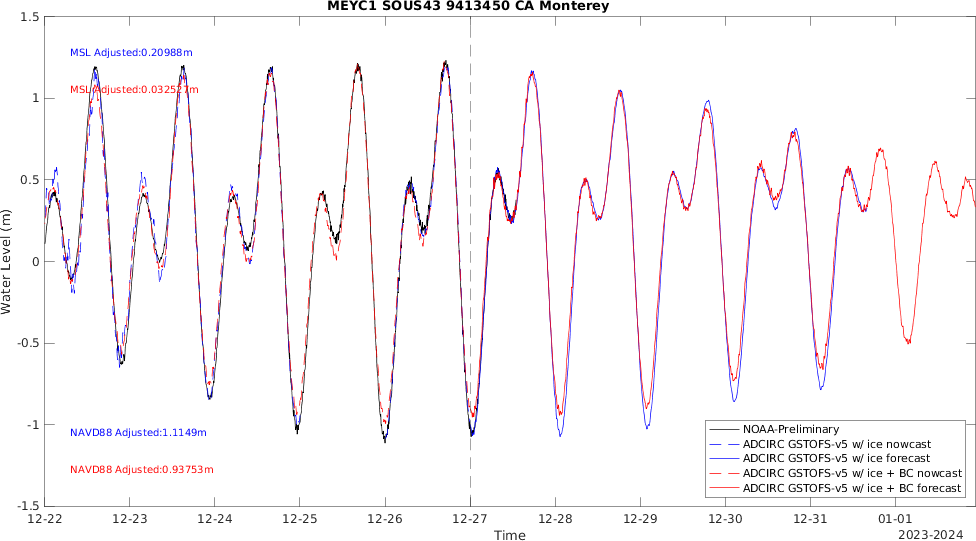 MEYC1 SOUS43 9413450 CA Monterey
1.5
1
0.5
0
-0.5
-1
-1.5
Water Level (m)
MSL Adjusted:0.20988m
MSL Adjusted:0.032527m
NAVD88 Adjusted:1.1149m
NAVD88 Adjusted:0.93753m
NOAA-Preliminary
ADCIRC GSTOFS-v5 w/ ice nowcast
ADCIRC GSTOFS-v5 w/ ice forecast
ADCIRC GSTOFS-v5 w/ ice + BC nowcast
ADCIRC GSTOFS-v5 w/ ice + BC forecast
12-22 12-23 12-24 12-25 12-26 12-27 12-28 12-29 12-30 12-31 01-01
Time
2023-2024